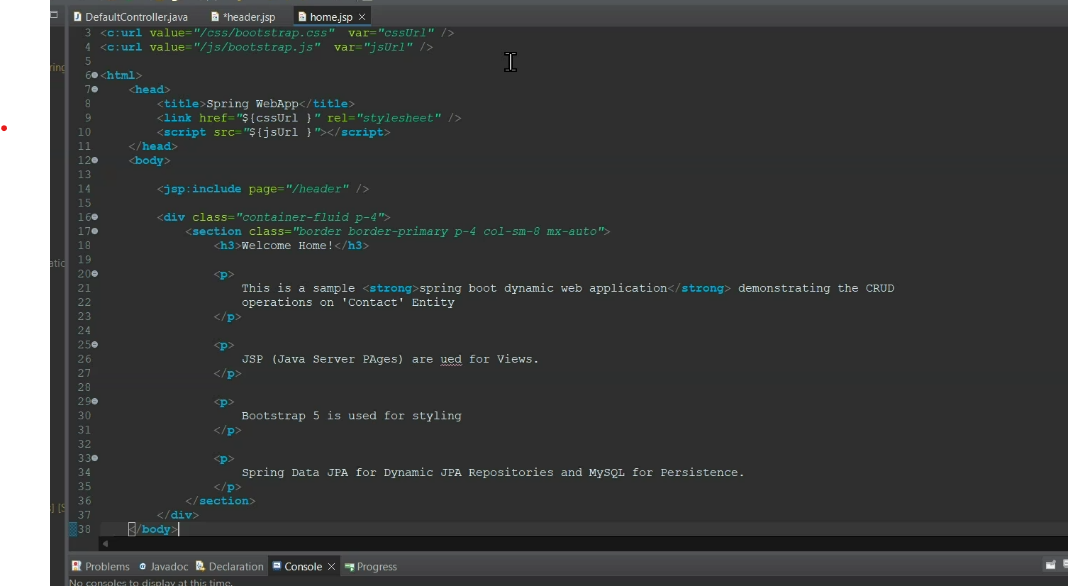 DefaultController.java *header.jsp home.jsp
3 <c:url value="/css/bootstrap.css" var="cssUrl" />
4 <c:url value="/js/bootstrap.js" var="jsUrl" />
5
6 <html>
7 <head>
8 <title>Spring WebApp</title>
9 <link href="${cssUrl }" rel="stylesheet" />
10 <script src="${jsUrl }"></script>
11 </head>
12 <body>
13
14 <jsp:include page="/header" />
15
16 <div class="container-fluid p-4">
17 <section class="border border-primary p-4 col-sm-8 mx-auto">
18 <h3>Welcome Home!</h3>
19
20 <p>
21 This is a sample <strong>spring boot dynamic web application</strong> demonstrating the CRUD
22 operations on 'Contact' Entity
23 </p>
24
25 <p>
26 JSP (Java Server PAges) are ued for Views.
27 </p>
28
29 <p>
30 Bootstrap 5 is used for styling
31 </p>
32
33 <p>
34 Spring Data JPA for Dynamic JPA Repositories and MySQL for Persistence.
35 </p>
36 </section>
37 </div>
38 </body>
Problems Javadoc Declaration Console Progress
No consoles to display at this time.